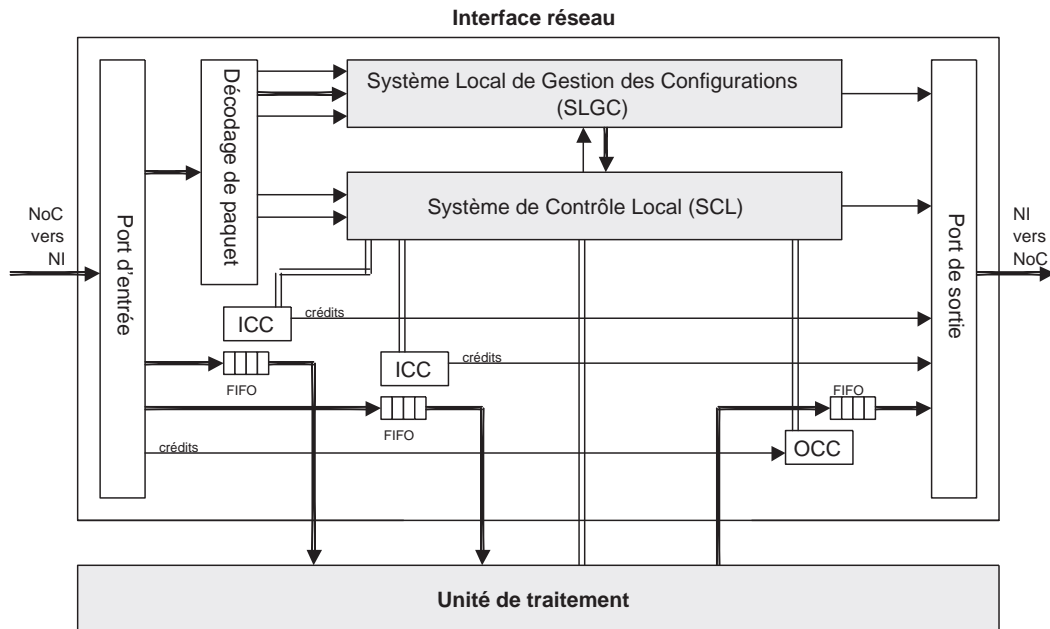 Interface réseau
Système Local de Gestion des Configurations
(SLGC)
Décodage de paquet
Système de Contrôle Local (SCL)
NoC
vers
NI
Port d'entrée
Port de sortie
NI
vers
NoC
ICC
crédits
ICC
crédits
FIFO
FIFO
FIFO
crédits
OCC
Unité de traitement